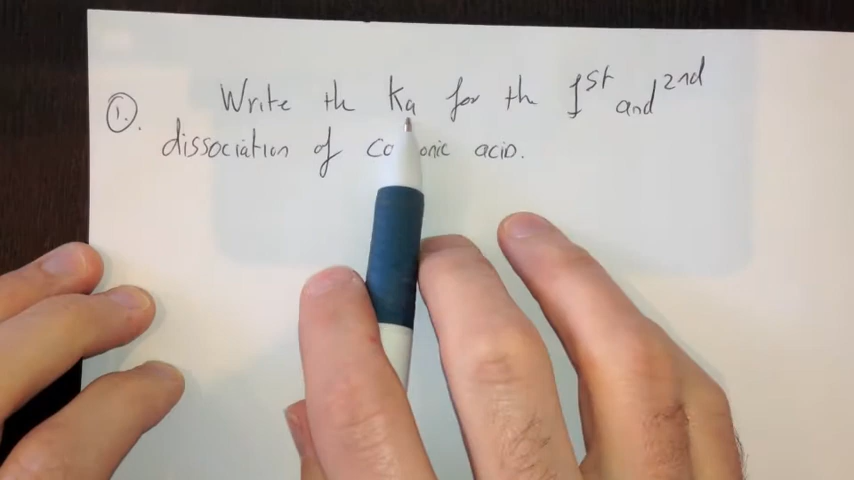 1. Write th Ka for th 1st and 2nd
dissociation of acid.